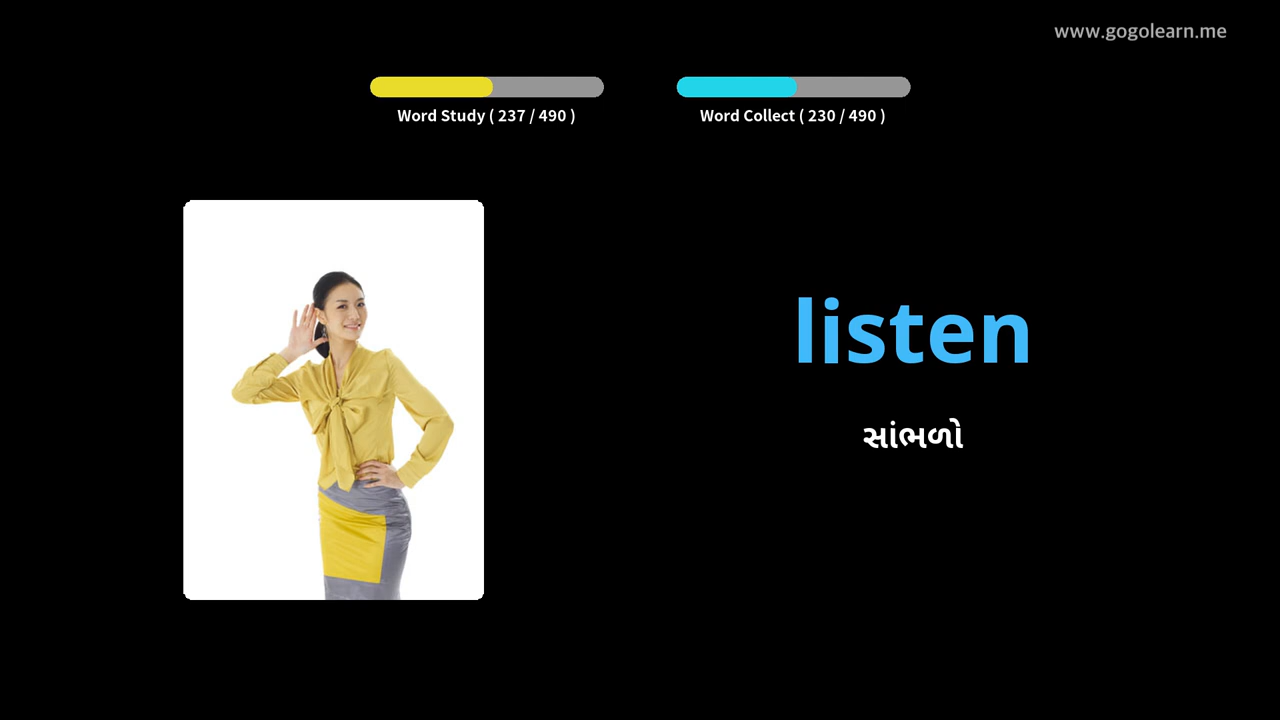 www.gogolearn.me
Word Study ( 237 / 490 )
Word Collect ( 230 / 490 )
listen
સાંભળો